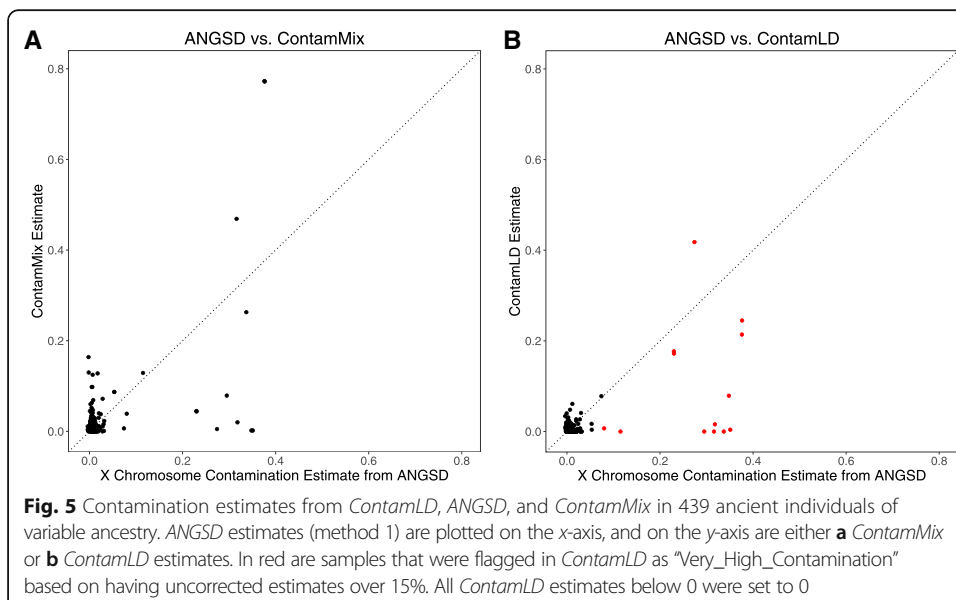 A
ANGSD vs. ContamMix
0.8
0.6
0.4
0.2
0.0
ContamMix Estimate
0.0 0.2 0.4 0.6 0.8
X Chromosome Contamination Estimate from ANGSD
B
ANGSD vs. ContamLD
0.8
0.6
0.4
0.2
0.0
ContamLD Estimate
0.0 0.2 0.4 0.6 0.8
X Chromosome Contamination Estimate from ANGSD
Fig. 5 Contamination estimates from ContamLD, ANGSD, and ContamMix in 439 ancient individuals of
variable ancestry. ANGSD estimates (method 1) are plotted on the x-axis, and on the y-axis are either a ContamMix
or b ContamLD estimates. In red are samples that were flagged in ContamLD as “Very_High_Contamination”
based on having uncorrected estimates over 15%. All ContamLD estimates below 0 were set to 0